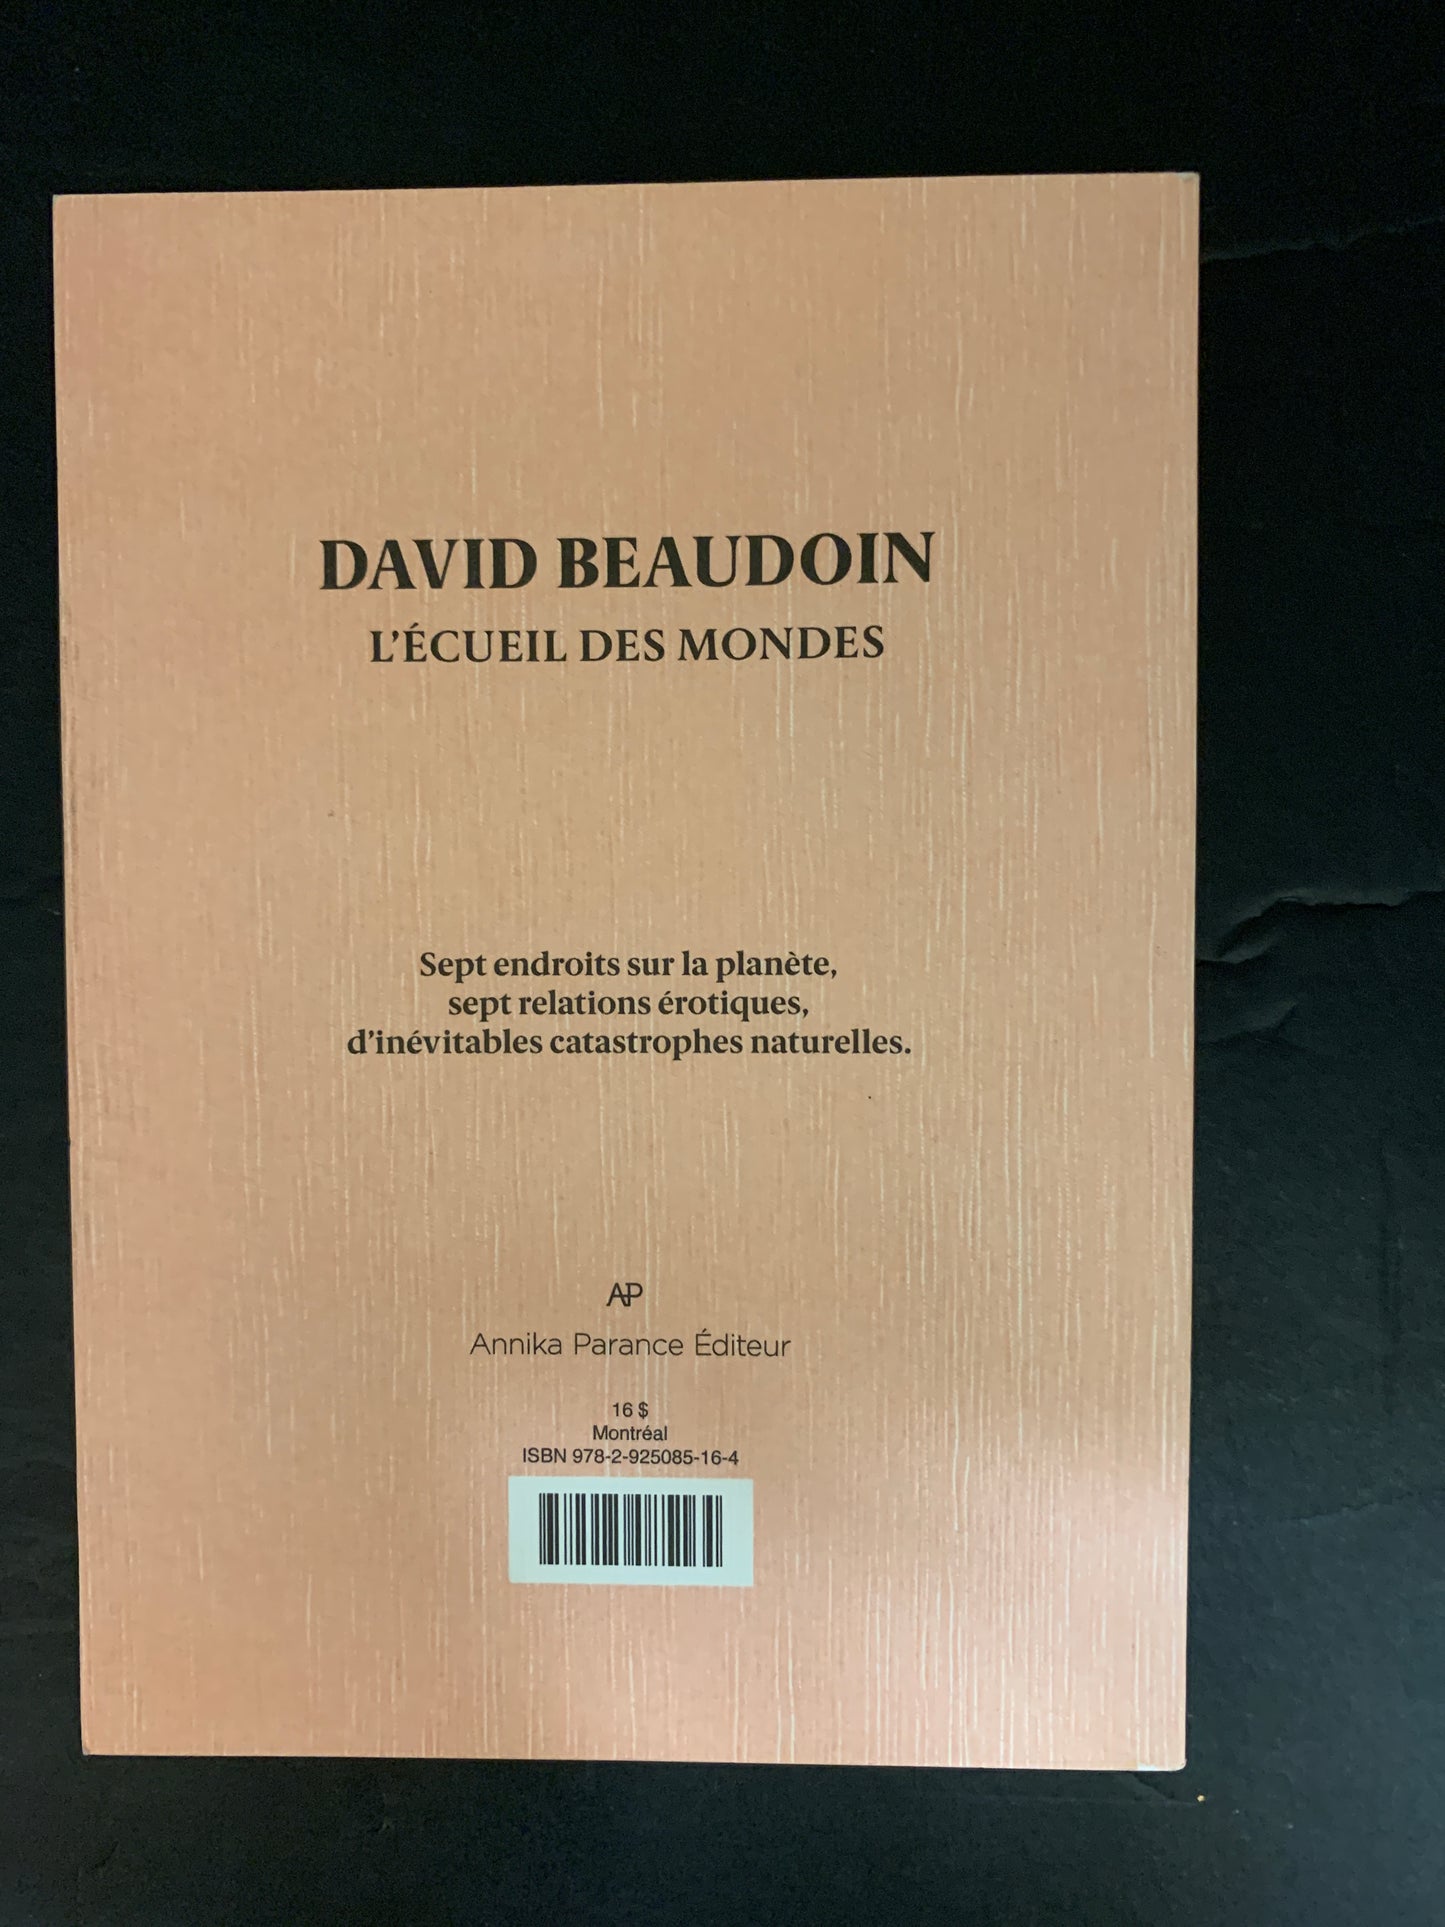 DAVID BEAUDOIN
L'ÉCUEIL DES MONDES
Sept endroits sur la planète,
sept relations érotiques,
d'inévitables catastrophes naturelles.
AP
Annika Parance Éditeur
16 $
Montréal
ISBN 978-2-925085-16-4